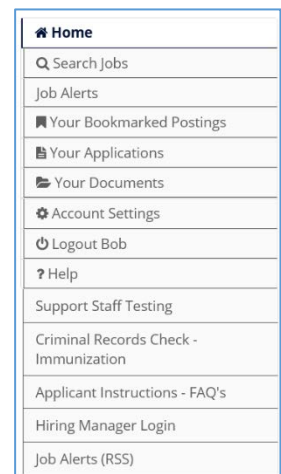 Home
Search Jobs
Job Alerts
Your Bookmarked Postings
Your Applications
Your Documents
Account Settings
Logout Bob
? Help
Support Staff Testing
Criminal Records Check -
Immunization
Applicant Instructions - FAQ's
Hiring Manager Login
Job Alerts (RSS)